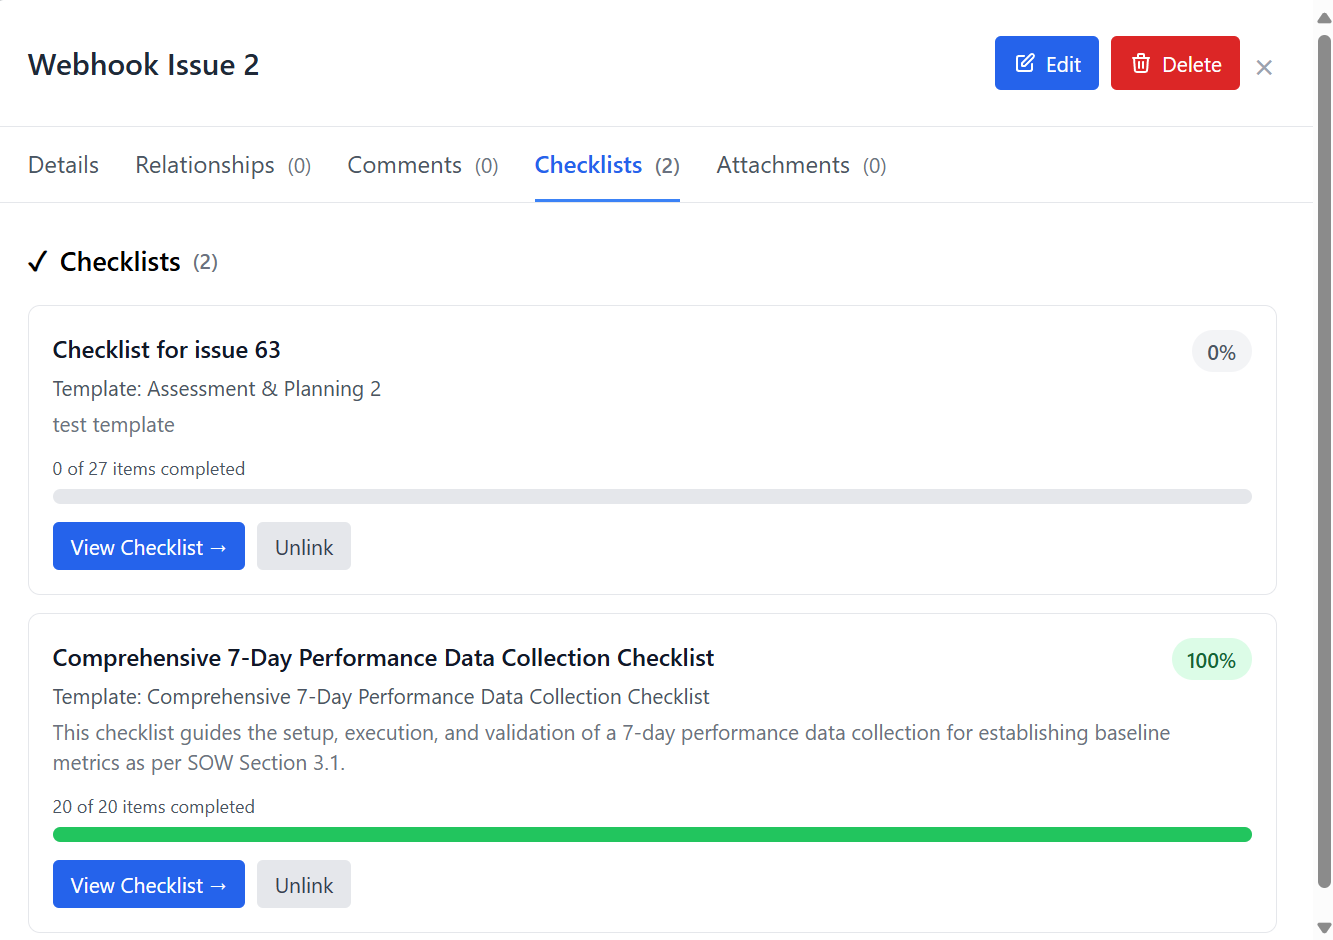 Webhook Issue 2
Edit
Delete
Details
Relationships (0)
Comments (0)
Checklists (2)
Attachments (0)
✓ Checklists (2)
Checklist for issue 63
0%
Template: Assessment & Planning 2
test template
0 of 27 items completed
View Checklist →
Unlink
Comprehensive 7-Day Performance Data Collection Checklist
100%
Template: Comprehensive 7-Day Performance Data Collection Checklist
This checklist guides the setup, execution, and validation of a 7-day performance data collection for establishing baseline
metrics as per SOW Section 3.1.
20 of 20 items completed
View Checklist →
Unlink